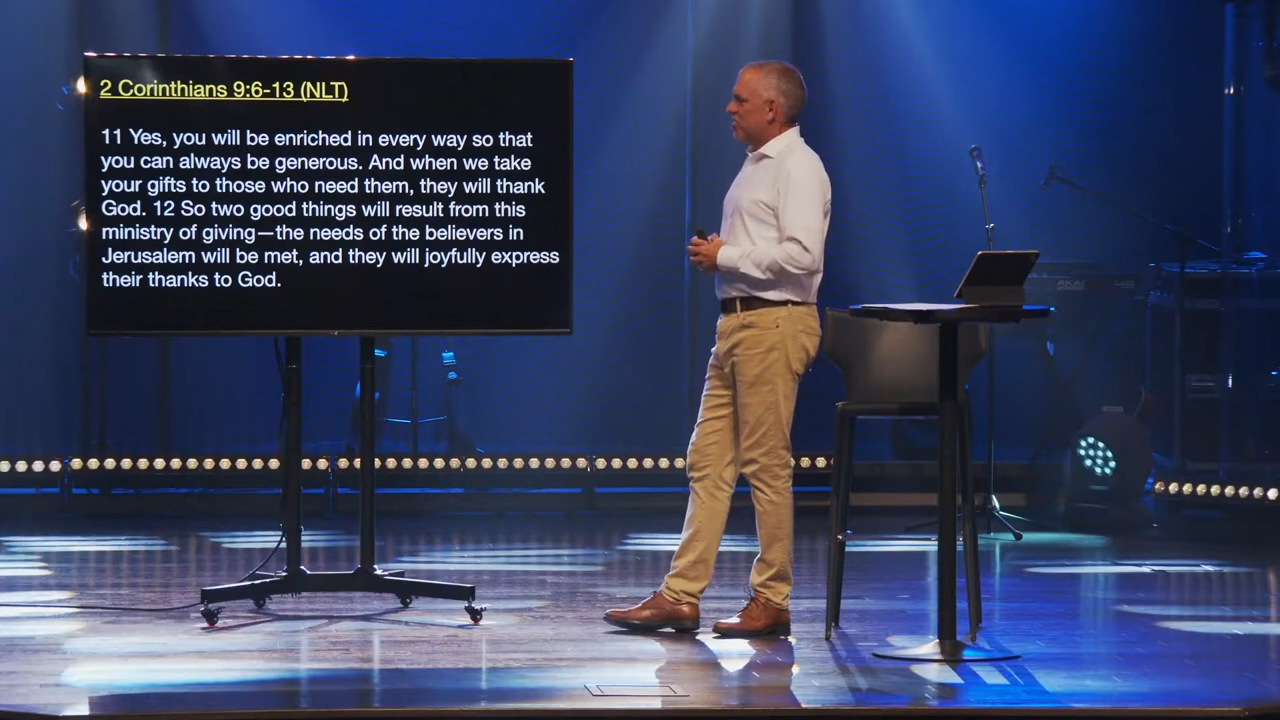 2 Corinthians 9:6-13 (NLT)
11 Yes, you will be enriched in every way so that
you can always be generous. And when we take
your gifts to those who need them, they will thank
God. 12 So two good things will result from this
ministry of giving—the needs of the believers in
Jerusalem will be met, and they will joyfully express
their thanks to God.
AKAI